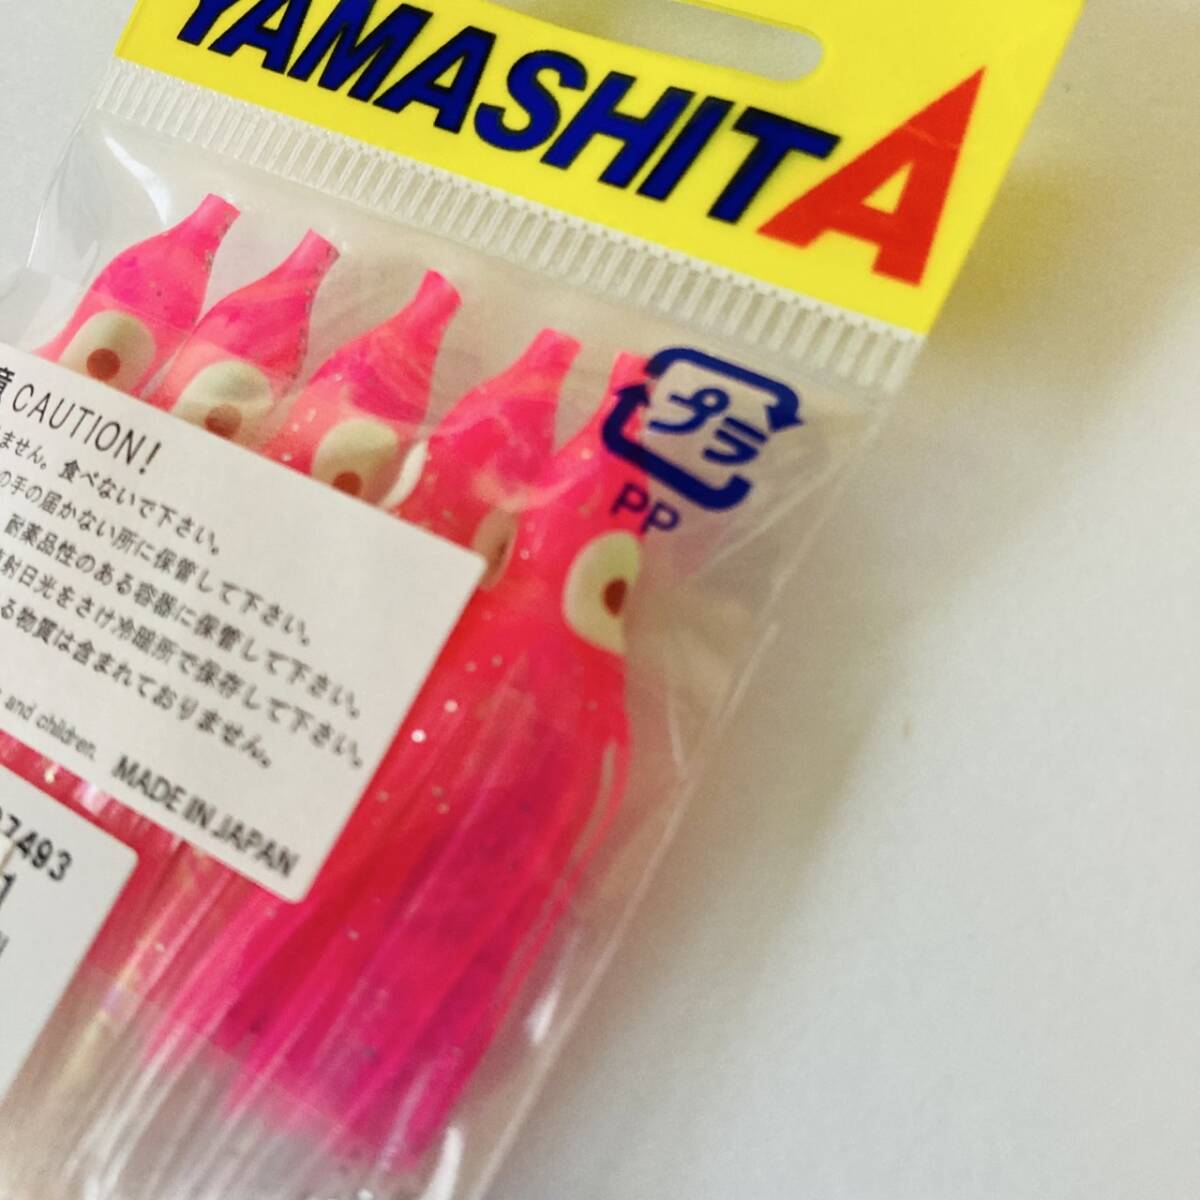 YAMASHITA
プラ
PP
CAUTION!
ません。食べないで下さい。
の手の届かない所に保管して下さい。
耐薬品性のある容器に保管して下さい。
射日光をさけ冷暗所で保存して下さい。
る物質は含まれておりません。
and children.
MADE IN JAPAN
7493
1